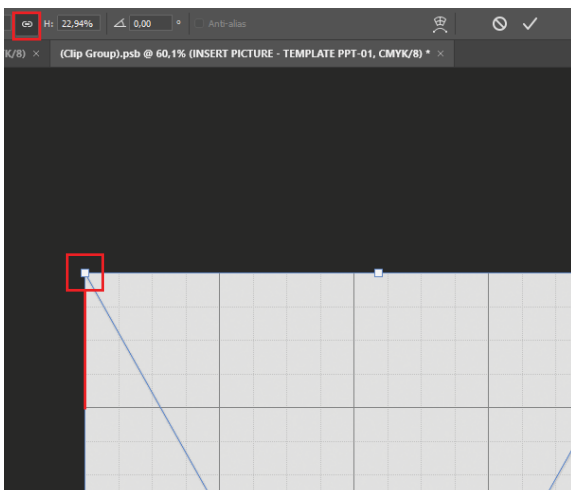 H: 22,94% 0,00 ° Anti-alias
K/8) × (Clip Group).psb @ 60,1% (INSERT PICTURE - TEMPLATE PPT-01, CMYK/8) * ×